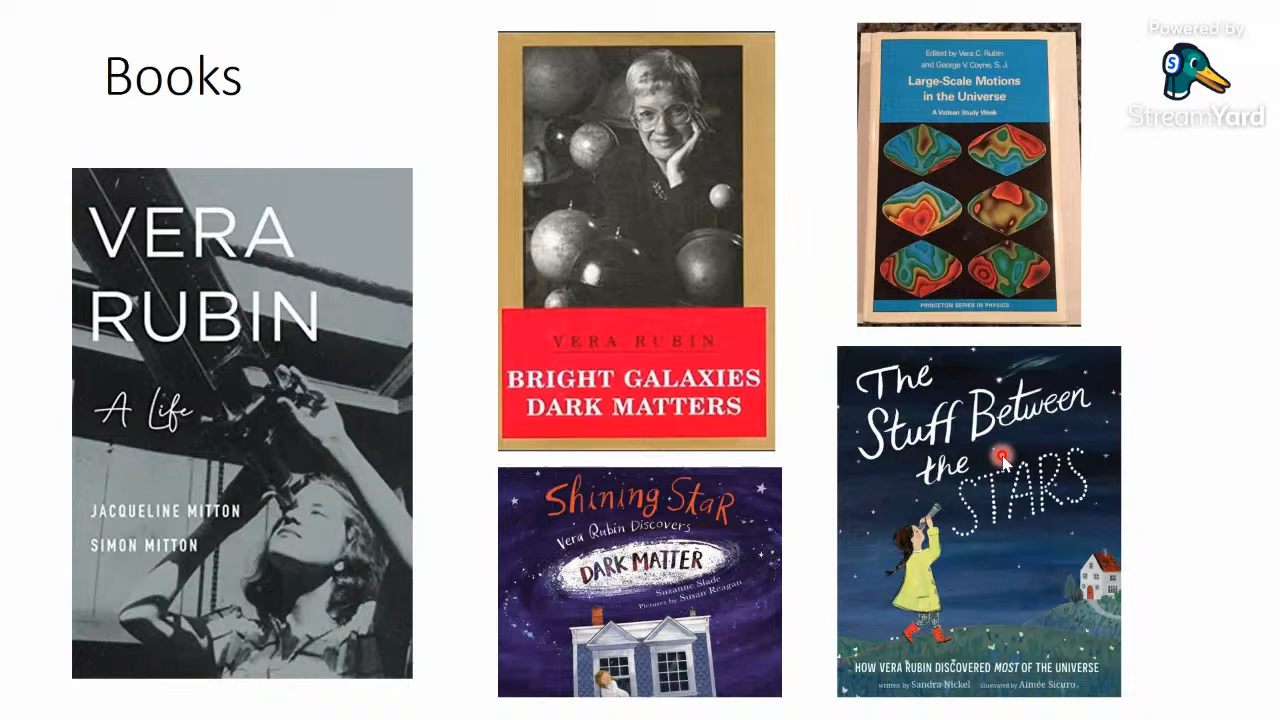 Books
VERA
RUBIN
A Life
JACQUELINE MITTON
SIMON MITTON
VERA RUBIN
BRIGHT GALAXIES
DARK MATTERS
Shining Star
Vera Rubin Discovers
DARK MATTER
Suzanne Slade
Pictures by Susan Reagan
Edited by Vera C. Rubin
and George V. Coyne, S. J.
Large-Scale Motions
in the Universe
A Vatican Study Week
PRINCETON SERIES IN PHYSICS
The
Stuff Between
the STARS
HOW VERA RUBIN DISCOVERED MOST OF THE UNIVERSE
written by Sandra Nickel illustrated by Aimée Sicuro
Powered by
S
StreamYard